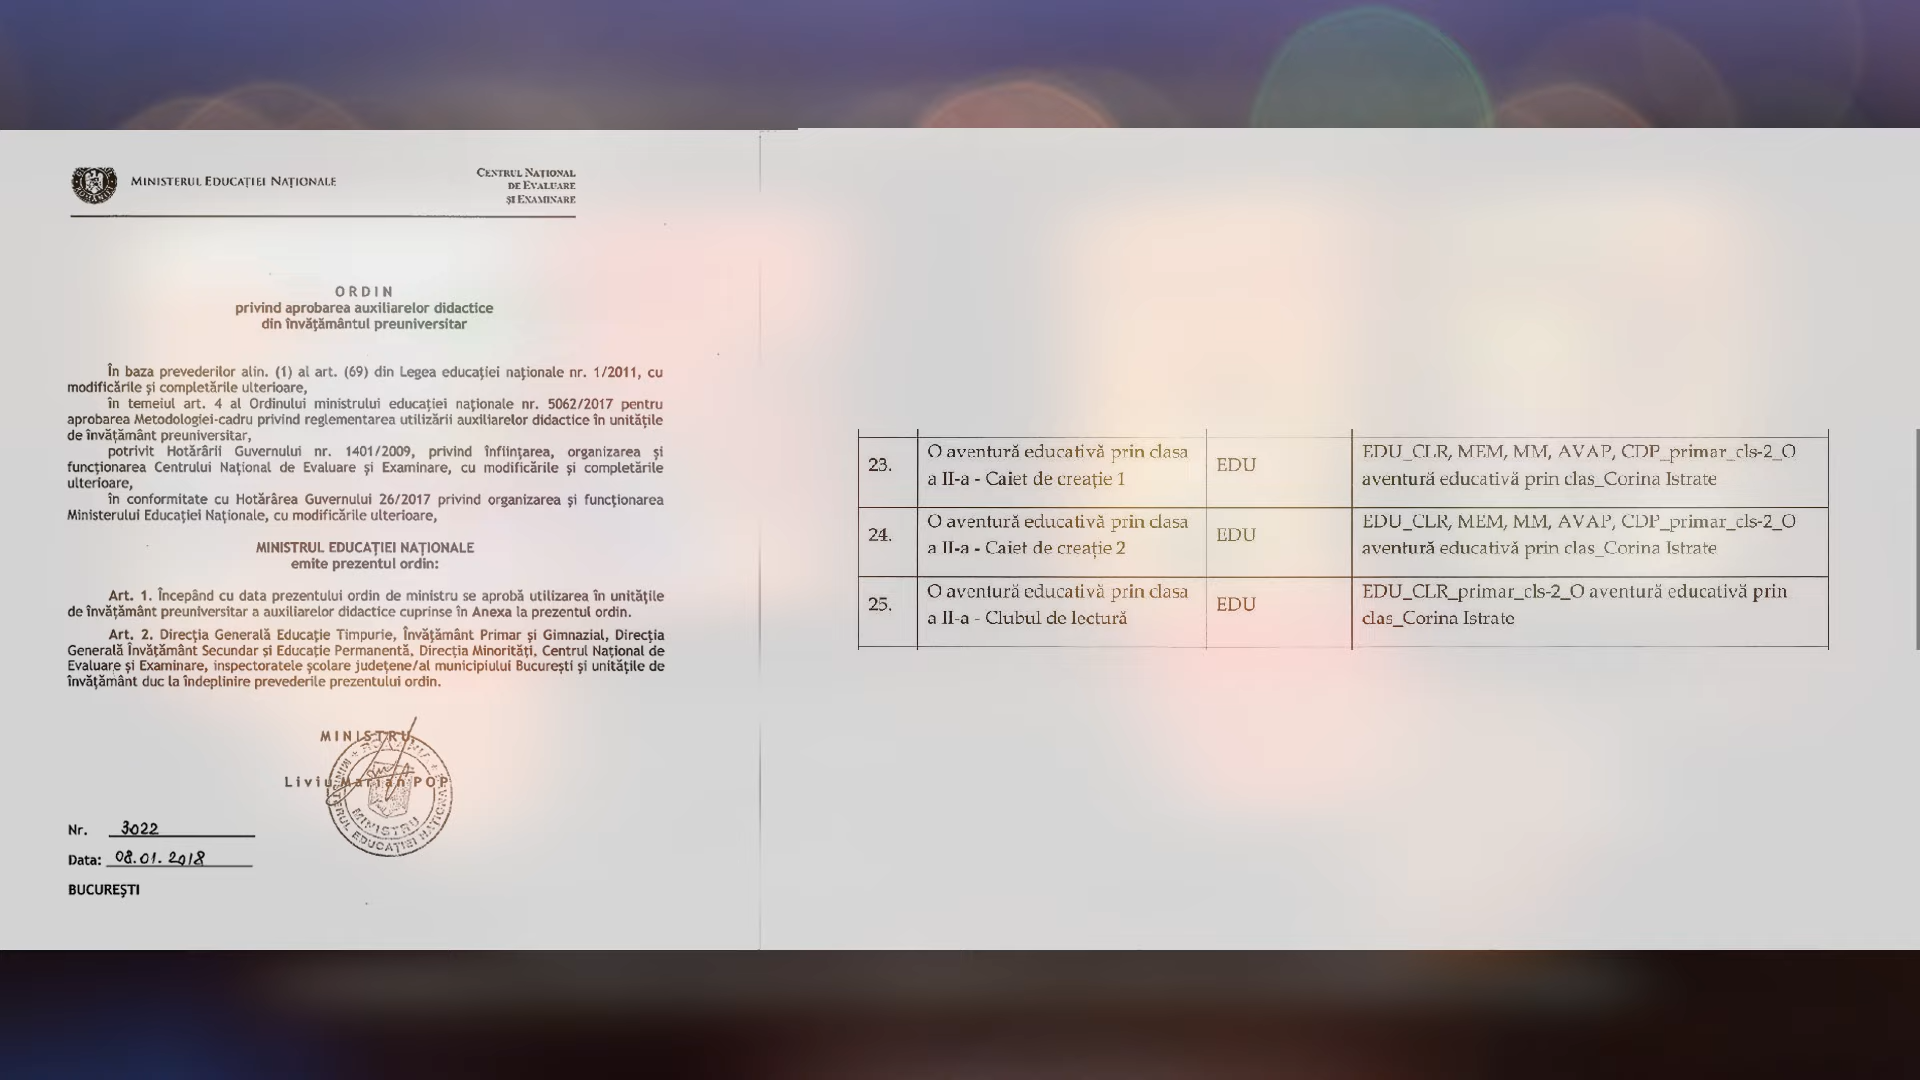 MINISTERUL EDUCAȚIEI NAȚIONALE
CENTRUL NAȚIONAL
DE EVALUARE
ȘI EXAMINARE
ORDIN
privind aprobarea auxiliarelor didactice
din învățământul preuniversitar
În baza prevederilor alin. (1) al art. (69) din Legea educației naționale nr. 1/2011, cu
modificările și completările ulterioare,
în temeiul art. 4 al Ordinului ministrului educației naționale nr. 5062/2017 pentru
aprobarea Metodologiei-cadru privind reglementarea utilizării auxiliarelor didactice în unitățile
de învățământ preuniversitar,
potrivit Hotărârii Guvernului nr. 1401/2009, privind înființarea, organizarea și
funcționarea Centrului Național de Evaluare și Examinare, cu modificările și completările
ulterioare,
în conformitate cu Hotărârea Guvernului 26/2017 privind organizarea și funcționarea
Ministerului Educației Naționale, cu modificările ulterioare,
MINISTRUL EDUCAȚIEI NAȚIONALE
emite prezentul ordin:
Art. 1. Începând cu data prezentului ordin de ministru se aprobă utilizarea în unitățile
de învățământ preuniversitar a auxiliarelor didactice cuprinse în Anexa la prezentul ordin.
Art. 2. Direcția Generală Educație Timpurie, Învățământ Primar și Gimnazial, Direcția
Generală Învățământ Secundar și Educație Permanentă, Direcția Minorități, Centrul Național de
Evaluare și Examinare, inspectoratele școlare județene/al municipiului București și unitățile de
învățământ duc la îndeplinire prevederile prezentului ordin.
MINISTRU,
Liviu Marian POP
ROMÂNIA
MINISTERUL EDUCAȚIEI NAȚIONALE
MINISTRU
Nr. 3022
Data: 08.01.2018
BUCUREȘTI
23.
O aventură educativă prin clasa
a II-a - Caiet de creație 1
EDU
EDU_CLR, MEM, MM, AVAP, CDP_primar_cls-2_O
aventură educativă prin clas_Corina Istrate
24.
O aventură educativă prin clasa
a II-a - Caiet de creație 2
EDU
EDU_CLR, MEM, MM, AVAP, CDP_primar_cls-2_O
aventură educativă prin clas_Corina Istrate
25.
O aventură educativă prin clasa
a II-a - Clubul de lectură
EDU
EDU_CLR_primar_cls-2_O aventură educativă prin
clas_Corina Istrate